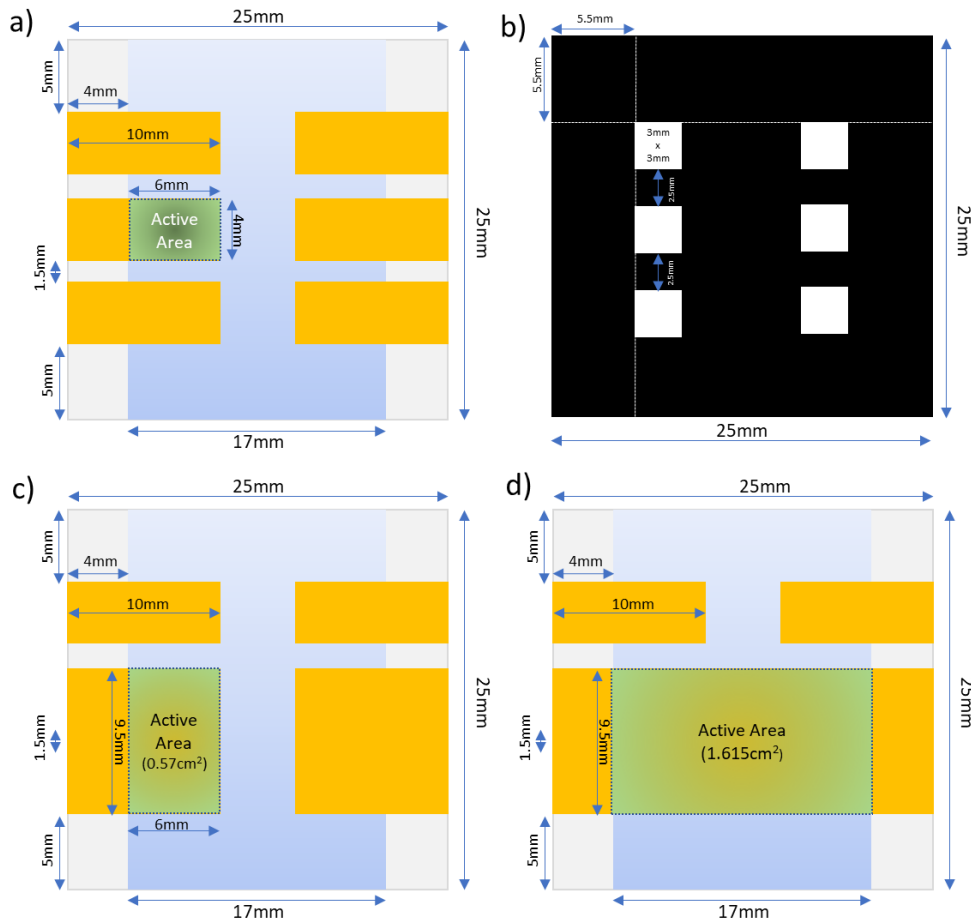 a)
25mm
5mm
4mm
10mm
6mm
Active
Area
4mm
1.5mm
5mm
25mm
17mm
b)
5.5mm
5.5mm
3mm
x
3mm
2.5mm
2.5mm
25mm
25mm
c)
25mm
5mm
4mm
10mm
9.5mm
Active
Area
(0.57cm²)
1.5mm
6mm
5mm
25mm
17mm
d)
25mm
5mm
4mm
10mm
9.5mm
Active Area
(1.615cm²)
1.5mm
5mm
25mm
17mm